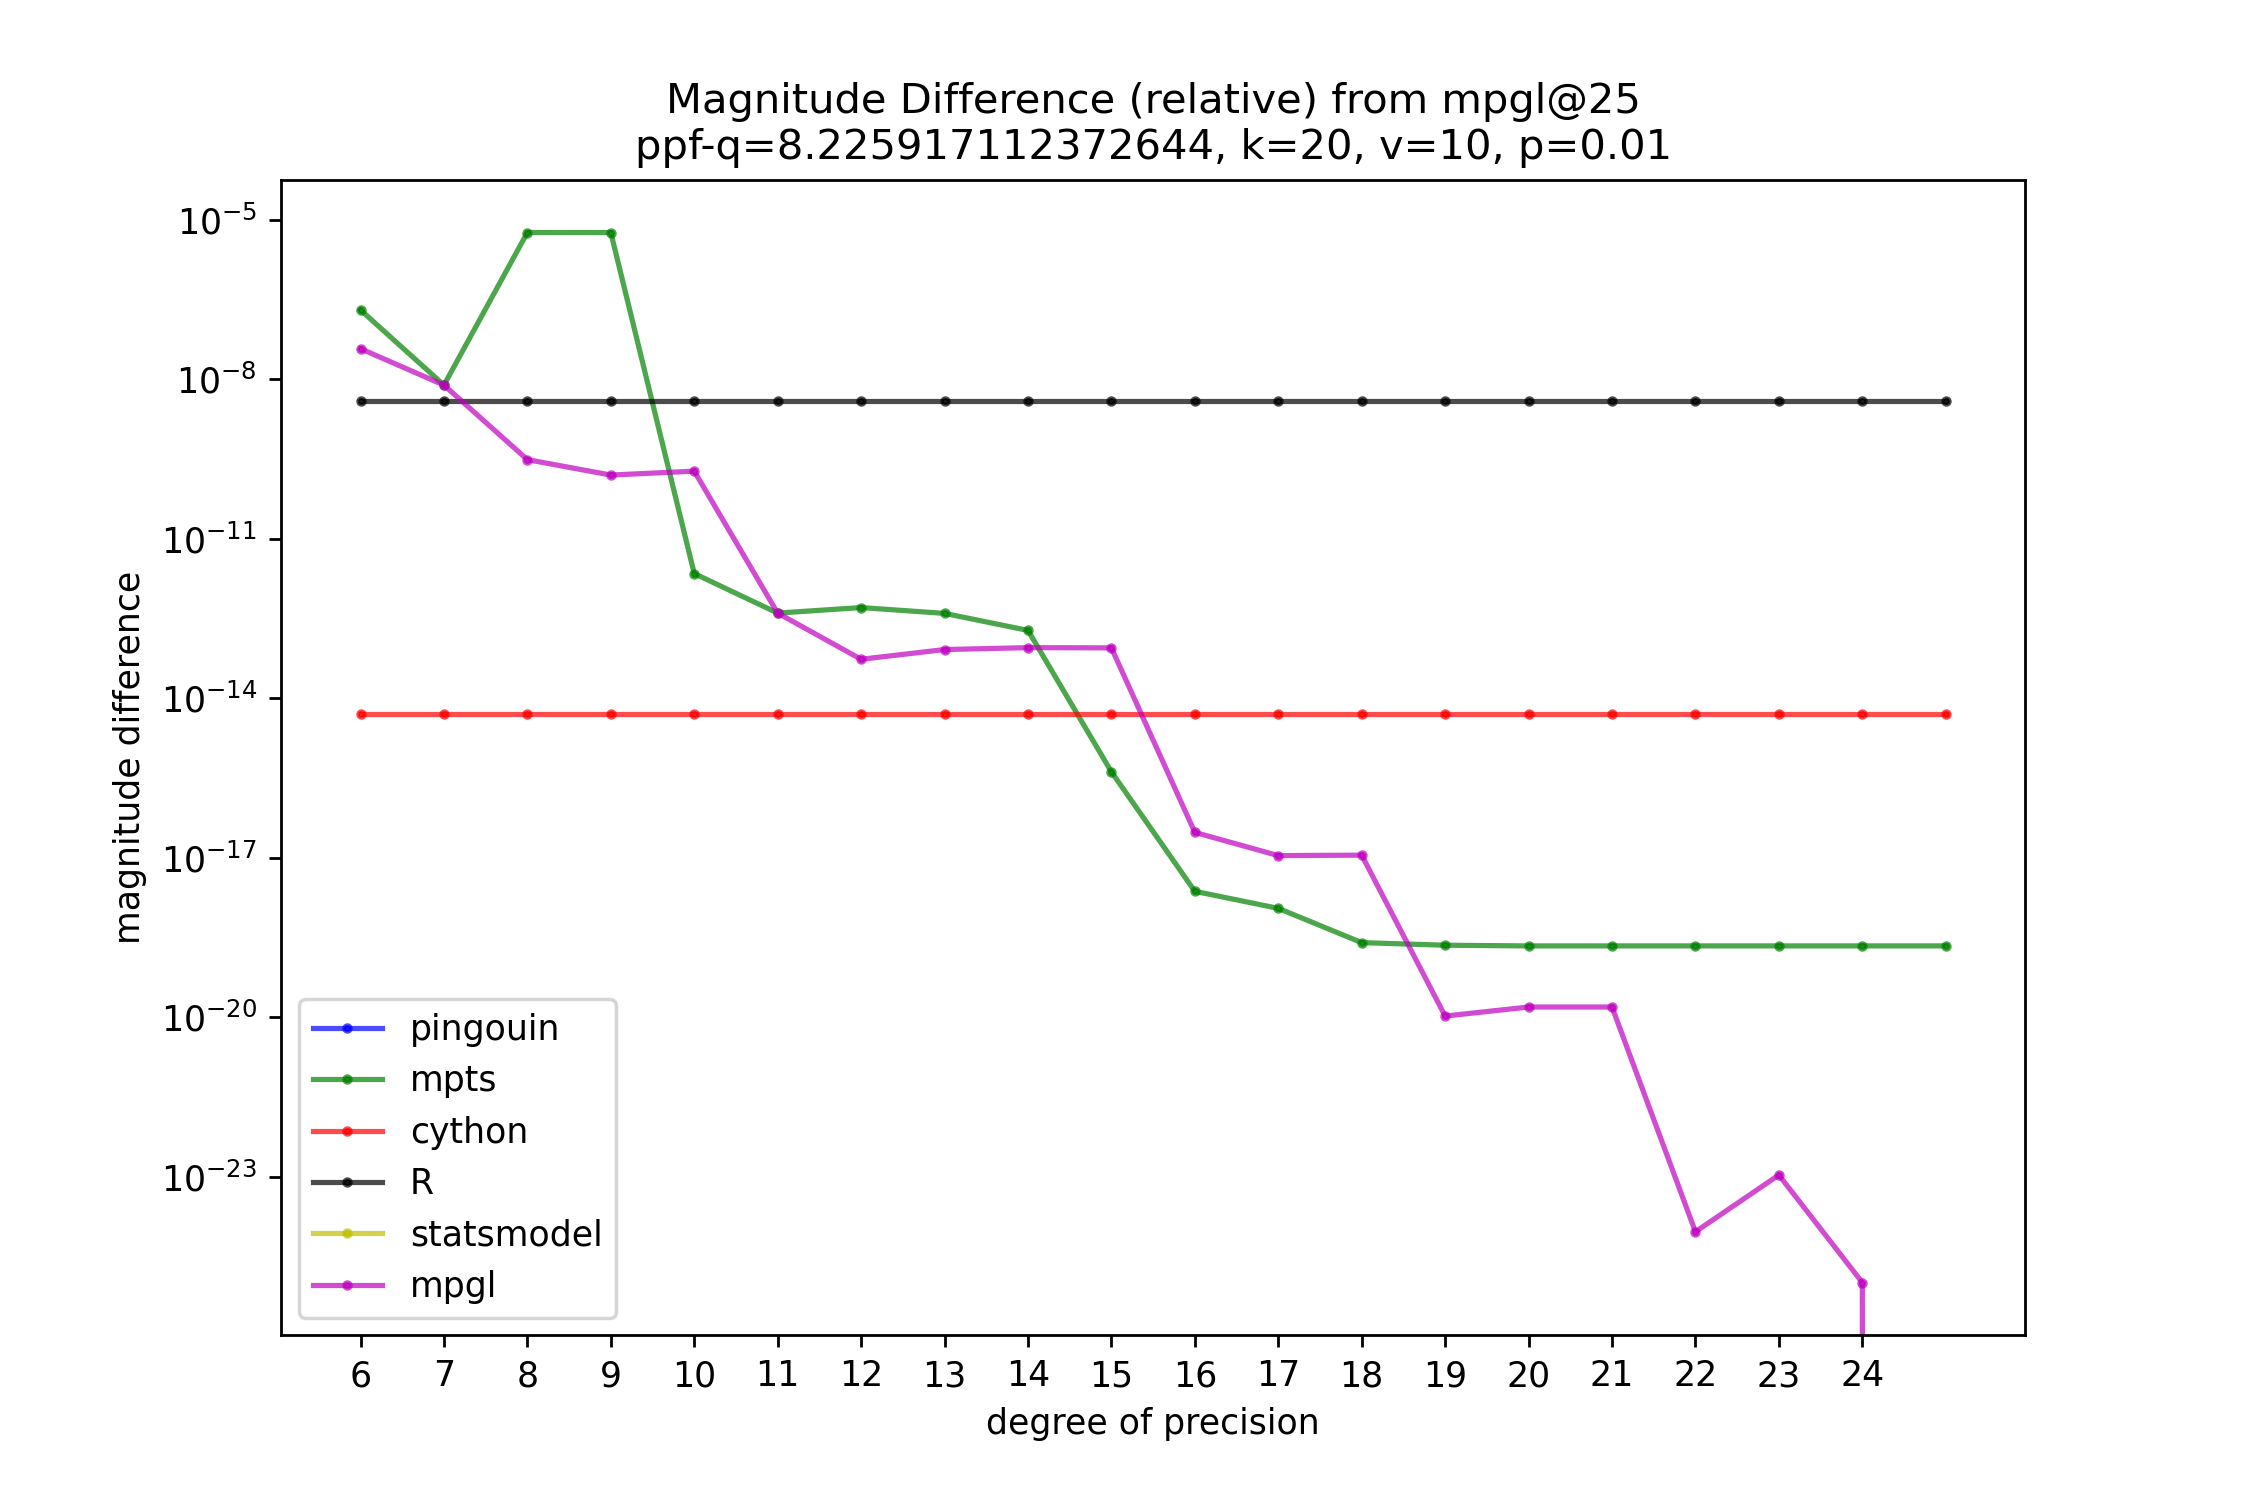 Magnitude Difference (relative) from mpgl@25
ppf-q=8.225917112372644, k=20, v=10, p=0.01
magnitude difference
10⁻⁵
10⁻⁸
10⁻¹¹
10⁻¹⁴
10⁻¹⁷
10⁻²⁰
10⁻²³
pingouin
mpts
cython
R
statsmodel
mpgl
6 7 8 9 10 11 12 13 14 15 16 17 18 19 20 21 22 23 24
degree of precision